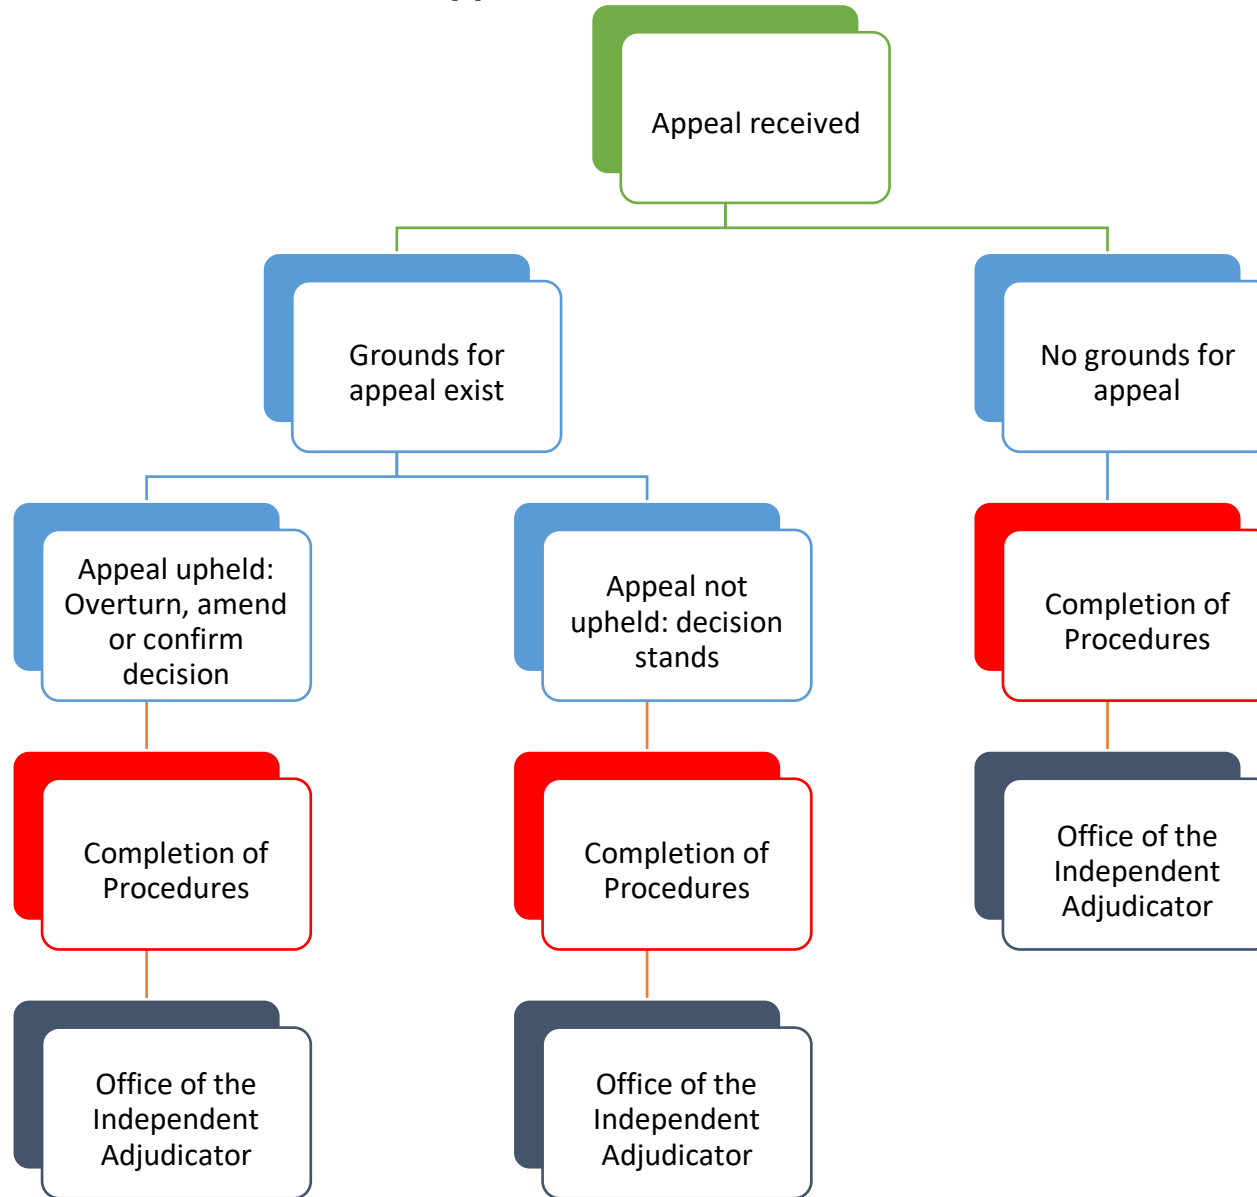 Appeal received
Grounds for
appeal exist
No grounds for
appeal
Appeal upheld:
Overturn, amend
or confirm
decision
Appeal not
upheld: decision
stands
Completion of
Procedures
Completion of
Procedures
Completion of
Procedures
Office of the
Independent
Adjudicator
Office of the
Independent
Adjudicator
Office of the
Independent
Adjudicator